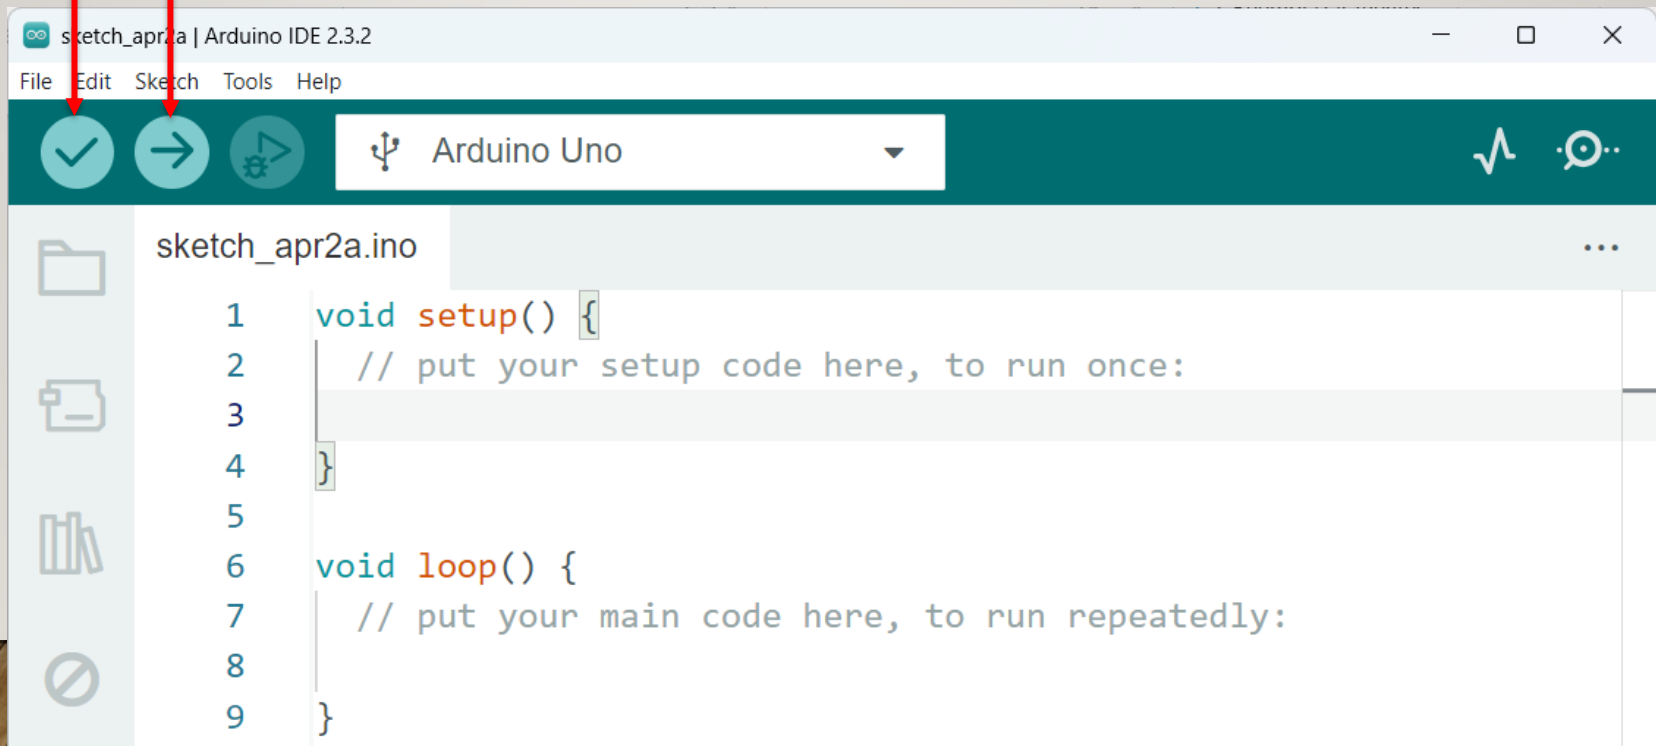 sketch_apr2a | Arduino IDE 2.3.2
File Edit Sketch Tools Help
Arduino Uno
sketch_apr2a.ino
1 void setup() {
2 // put your setup code here, to run once:
3
4 }
5
6 void loop() {
7 // put your main code here, to run repeatedly:
8
9 }